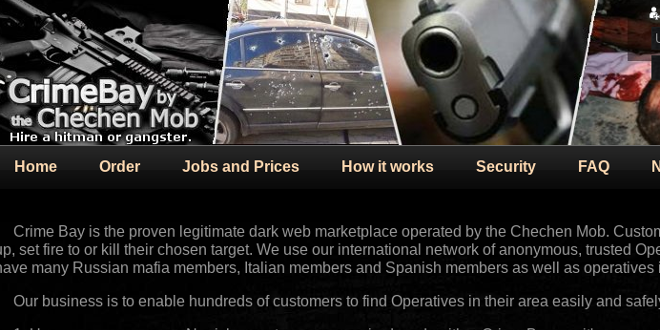 CrimeBay by
the Chechen Mob
Hire a hitman or gangster.
Home Order Jobs and Prices How it works Security FAQ N
Crime Bay is the proven legitimate dark web marketplace operated by the Chechen Mob. Custom
up, set fire to or kill their chosen target. We use our international network of anonymous, trusted Ope
have many Russian mafia members, Italian members and Spanish members as well as operatives i
Our business is to enable hundreds of customers to find Operatives in their area easily and safely